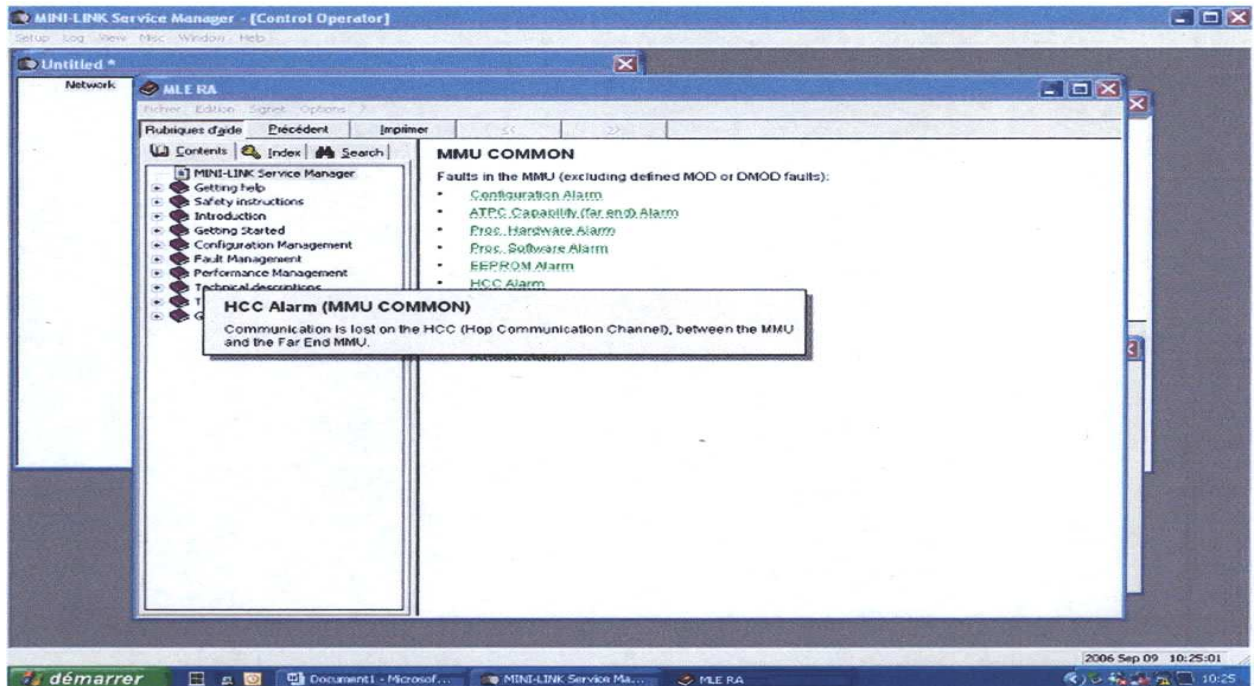 MINI-LINK Service Manager - [Control Operator]
Setup Log View Misc Window Help
Untitled *
Network
MLE RA
Fichier Edition Signet Options ?
Rubriques d'aide Précédent Imprimer << >>
Contents Index Search
MINI-LINK Service Manager
Getting help
Safety instructions
Introduction
Getting Started
Configuration Management
Fault Management
Performance Management
Technical descriptions
T
G
MMU COMMON
Faults in the MMU (excluding defined MOD or DMOD faults):
• Configuration Alarm
• ATPC Capability (far end) Alarm
• Proc. Hardware Alarm
• Proc. Software Alarm
• EEPROM Alarm
• HCC Alarm
HCC Alarm (MMU COMMON)
Communication is lost on the HCC (Hop Communication Channel), between the MMU
and the Far End MMU.
2006 Sep 09 10:25:01
démarrer Document1 - Microsof... MINI-LINK Service Ma... MLE RA 10:25